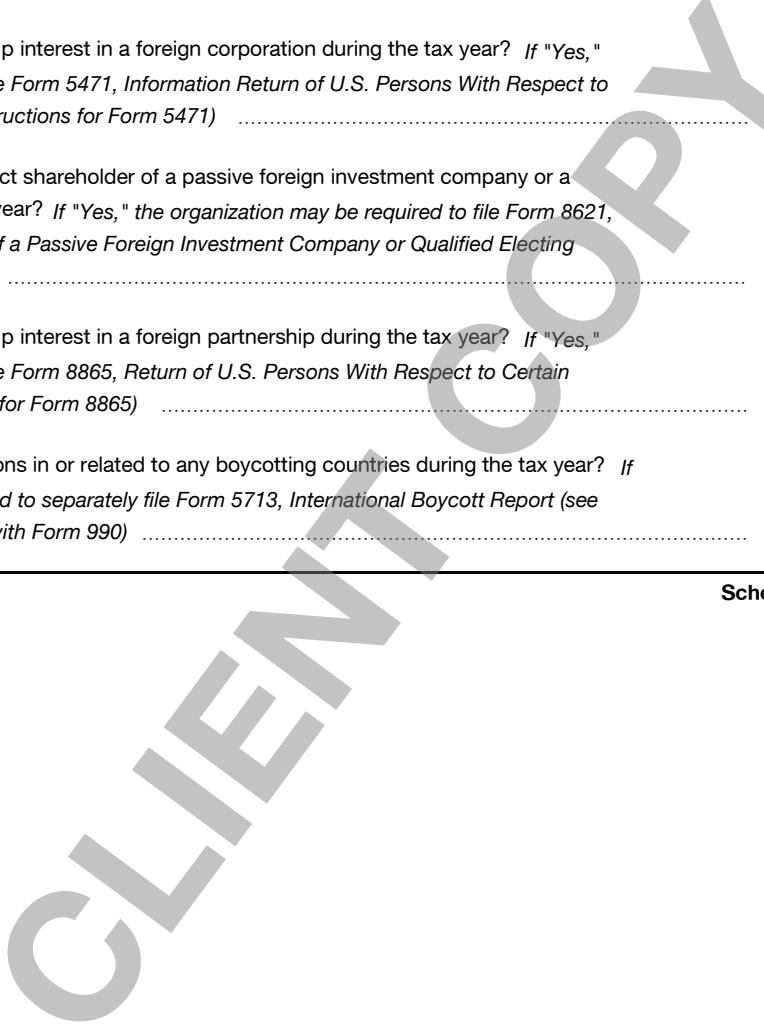 p interest in a foreign corporation during the tax year? If "Yes,"
e Form 5471, Information Return of U.S. Persons With Respect to
ructions for Form 5471) ........................................................................
ct shareholder of a passive foreign investment company or a
year? If "Yes," the organization may be required to file Form 8621,
f a Passive Foreign Investment Company or Qualified Electing
........................................................................
p interest in a foreign partnership during the tax year? If "Yes,"
e Form 8865, Return of U.S. Persons With Respect to Certain
for Form 8865) ........................................................................
ons in or related to any boycotting countries during the tax year? If
d to separately file Form 5713, International Boycott Report (see
with Form 990) ........................................................................
Sche
CLIENT COPY